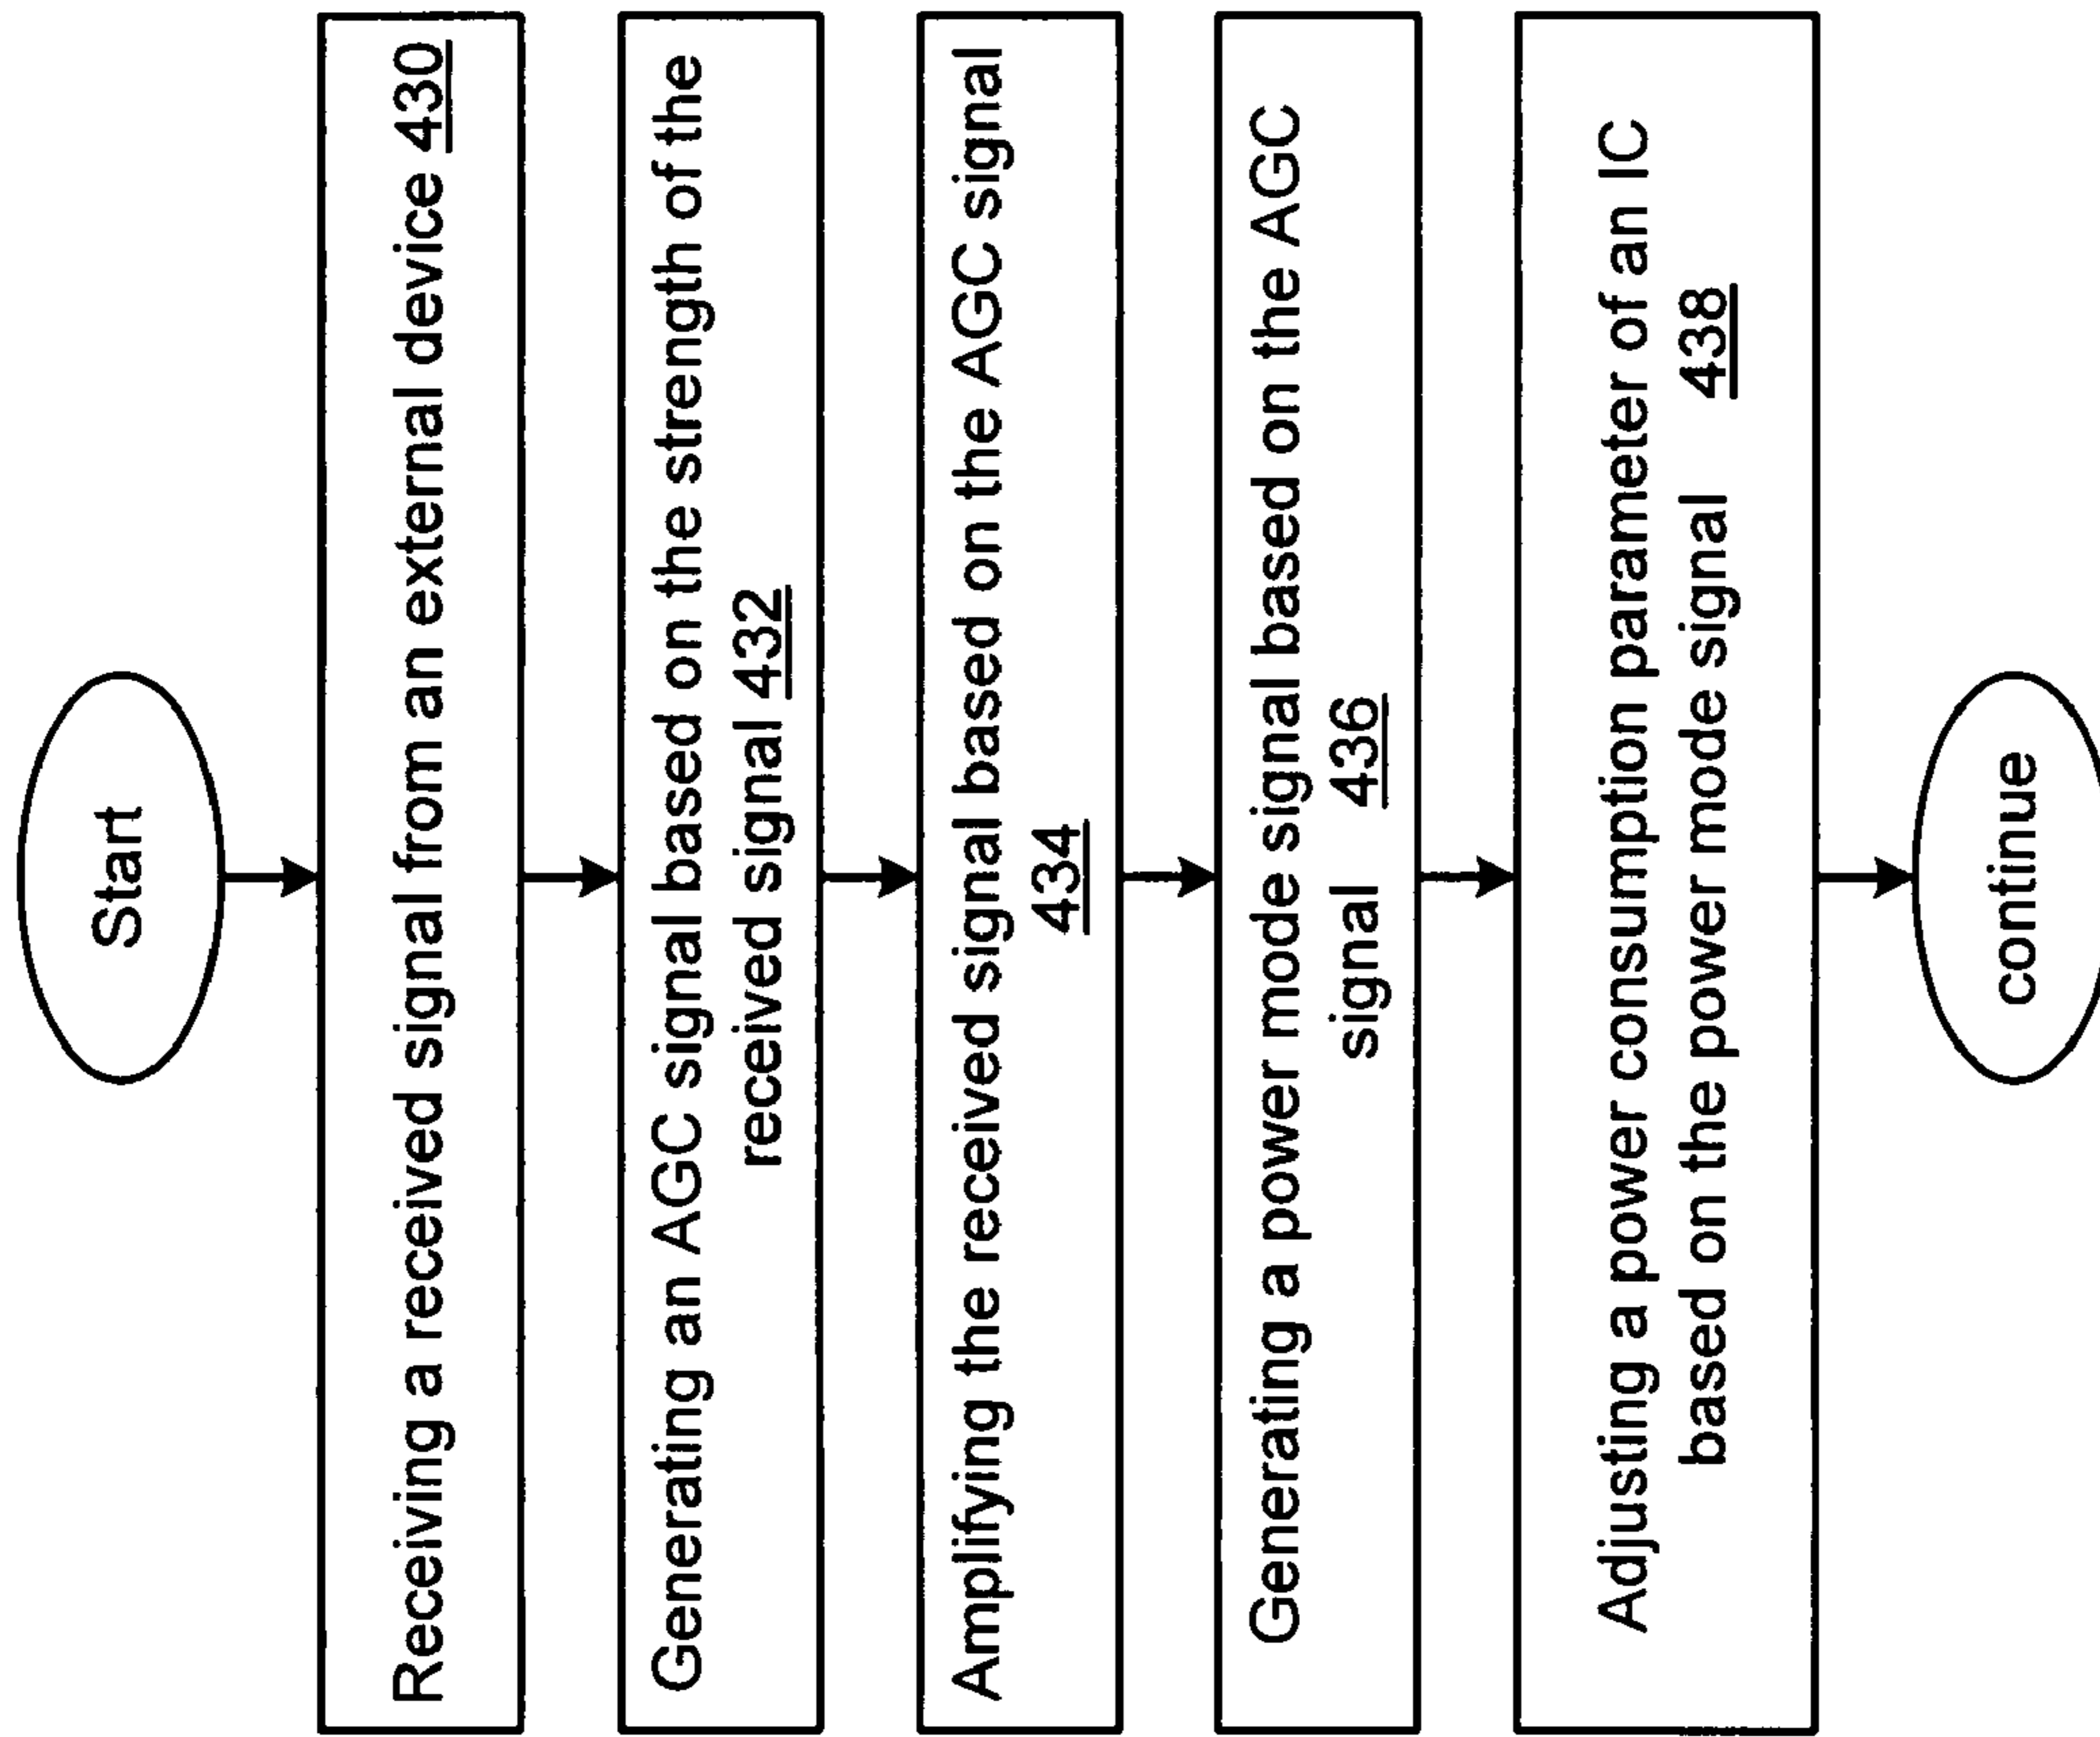 Start
Receiving a received signal from an external device 430
Generating an AGC signal based on the strength of the
received signal 432
Amplifying the received signal based on the AGC signal
434
Generating a power mode signal based on the AGC
signal 436
Adjusting a power consumption parameter of an IC
based on the power mode signal 438
continue